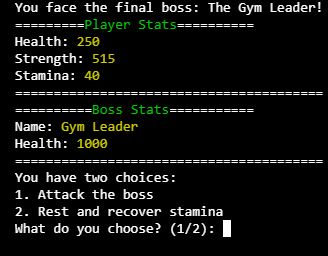 You face the final boss: The Gym Leader!
==========Player Stats==========
Health: 250
Strength: 515
Stamina: 40
========================================
==========Boss Stats===========
Name: Gym Leader
Health: 1000
========================================
You have two choices:
1. Attack the boss
2. Rest and recover stamina
What do you choose? (1/2):